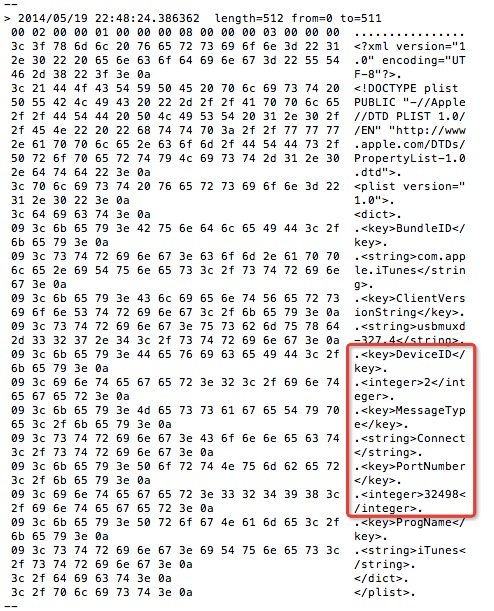 --
> 2014/05/19 22:48:24.386362  length=512 from=0 to=511
00 02 00 00 01 00 00 00 08 00 00 00 03 00 00 00  ................
3c 3f 78 6d 6c 20 76 65 72 73 69 6f 6e 3d 22 31  <?xml version="1
2e 30 22 20 65 6e 63 6f 64 69 6e 67 3d 22 55 54  .0" encoding="UT
46 2d 38 22 3f 3e 0a  F-8"?>.
3c 21 44 4f 43 54 59 50 45 20 70 6c 69 73 74 20  <!DOCTYPE plist 
50 55 42 4c 49 43 20 22 2d 2f 2f 41 70 70 6c 65  PUBLIC "-//Apple
2f 2f 44 54 44 20 50 4c 49 53 54 20 31 2e 30 2f  //DTD PLIST 1.0/
2f 45 4e 22 20 22 68 74 74 70 3a 2f 2f 77 77 77  /EN" "http://www
2e 61 70 70 6c 65 2e 63 6f 6d 2f 44 54 44 73 2f  .apple.com/DTDs/
50 72 6f 70 65 72 74 79 4c 69 73 74 2d 31 2e 30  PropertyList-1.0
2e 64 74 64 22 3e 0a  .dtd">.
3c 70 6c 69 73 74 20 76 65 72 73 69 6f 6e 3d 22  <plist version="
31 2e 30 22 3e 0a  1.0">.
3c 64 69 63 74 3e 0a  <dict>.
09 3c 6b 65 79 3e 42 75 6e 64 6c 65 49 44 3c 2f  .<key>BundleID</
6b 65 79 3e 0a  key>.
09 3c 73 74 72 69 6e 67 3e 63 6f 6d 2e 61 70 70  .<string>com.app
6c 65 2e 69 54 75 6e 65 73 3c 2f 73 74 72 69 6e  le.iTunes</strin
67 3e 0a  g>.
09 3c 6b 65 79 3e 43 6c 69 65 6e 74 56 65 72 73  .<key>ClientVers
69 6f 6e 53 74 72 69 6e 67 3c 2f 6b 65 79 3e 0a  ionString</key>.
09 3c 73 74 72 69 6e 67 3e 75 73 62 6d 75 78 64  .<string>usbmuxd
2d 33 32 37 2e 34 3c 2f 73 74 72 69 6e 67 3e 0a  -327.4</string>.
09 3c 6b 65 79 3e 44 65 76 69 63 65 49 44 3c 2f  .<key>DeviceID</
6b 65 79 3e 0a  key>.
09 3c 69 6e 74 65 67 65 72 3e 32 3c 2f 69 6e 74  .<integer>2</int
65 67 65 72 3e 0a  eger>.
09 3c 6b 65 79 3e 4d 65 73 73 61 67 65 54 79 70  .<key>MessageTyp
65 3c 2f 6b 65 79 3e 0a  e</key>.
09 3c 73 74 72 69 6e 67 3e 43 6f 6e 6e 65 63 74  .<string>Connect
3c 2f 73 74 72 69 6e 67 3e 0a  </string>.
09 3c 6b 65 79 3e 50 6f 72 74 4e 75 6d 62 65 72  .<key>PortNumber
3c 2f 6b 65 79 3e 0a  </key>.
09 3c 69 6e 74 65 67 65 72 3e 33 32 34 39 38 3c  .<integer>32498<
2f 69 6e 74 65 67 65 72 3e 0a  /integer>.
09 3c 6b 65 79 3e 50 72 6f 67 4e 61 6d 65 3c 2f  .<key>ProgName</
6b 65 79 3e 0a  key>.
09 3c 73 74 72 69 6e 67 3e 69 54 75 6e 65 73 3c  .<string>iTunes<
2f 73 74 72 69 6e 67 3e 0a  /string>.
3c 2f 64 69 63 74 3e 0a  </dict>.
3c 2f 70 6c 69 73 74 3e 0a  </plist>.
--